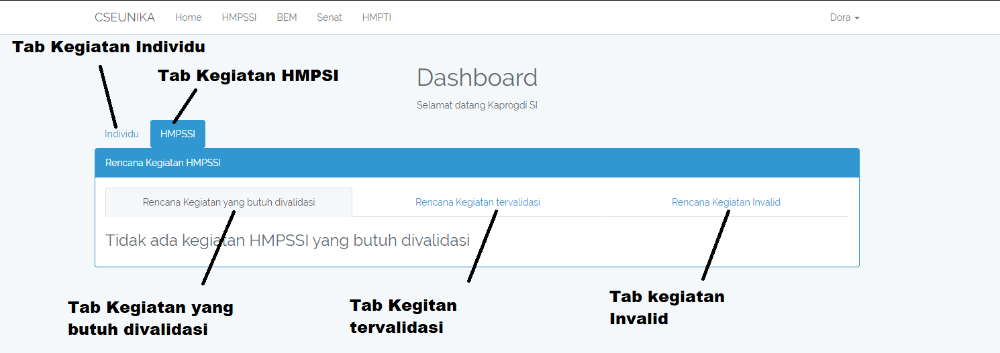 CSEUNIKA Home HMPSSI BEM Senat HMPTI Dora
Tab Kegiatan Individu
Tab Kegiatan HMPSI
Dashboard
Selamat datang Kaprogdi SI
Individu HMPSSI
Rencana Kegiatan HMPSSI
Rencana Kegiatan yang butuh divalidasi Rencana Kegiatan tervalidasi Rencana Kegiatan Invalid
Tidak ada kegiatan HMPSSI yang butuh divalidasi
Tab Kegiatan yang
butuh divalidasi
Tab Kegitan
tervalidasi
Tab kegiatan
Invalid